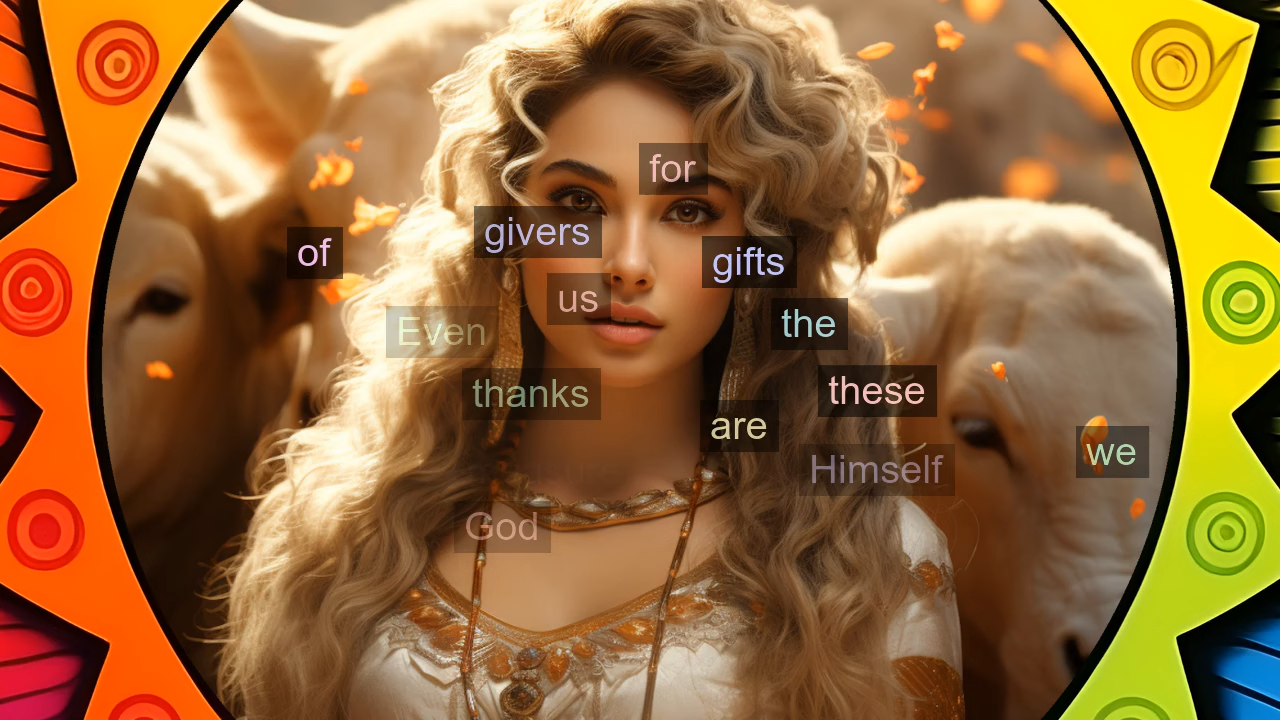 for
givers
of
gifts
us
the
Even
thanks
these
are
we
Himself
God